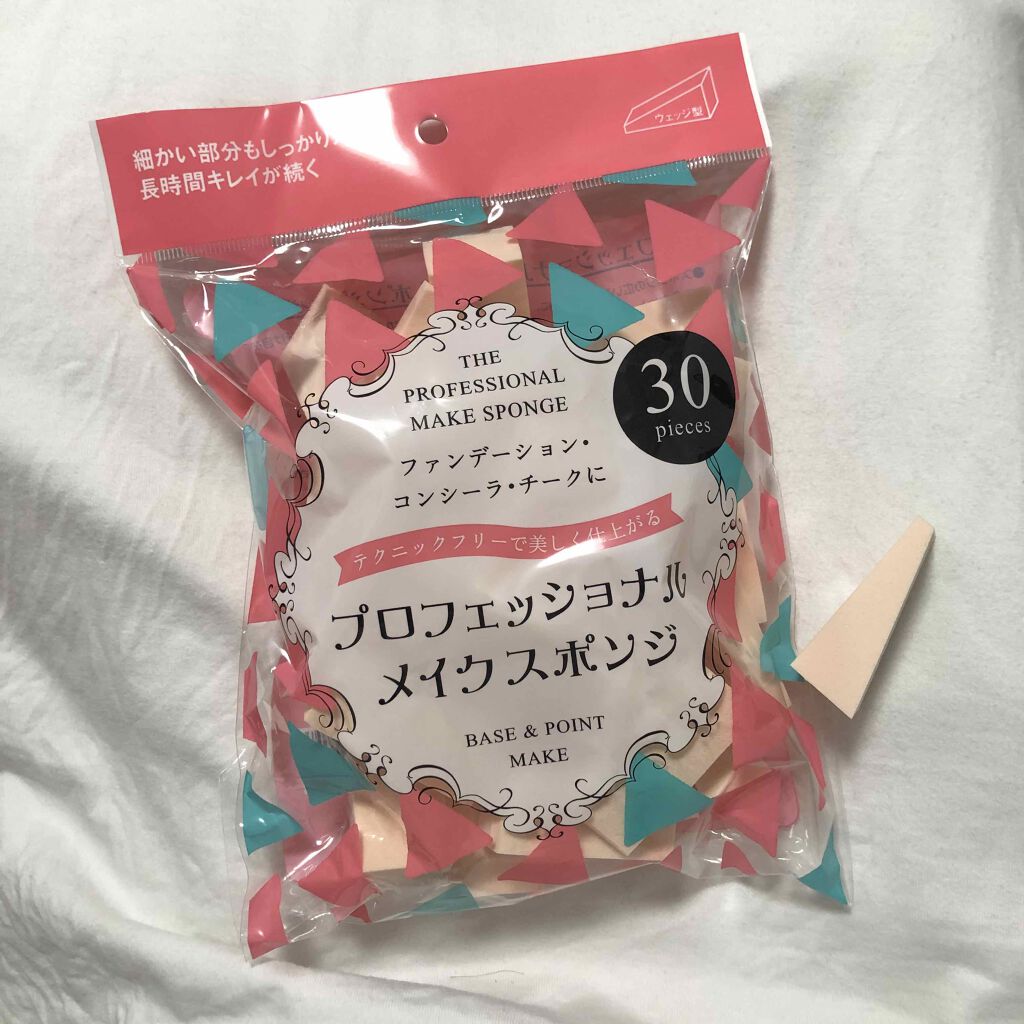 細かい部分もしっかり
長時間キレイが続く
ウェッジ型
THE
PROFESSIONAL
MAKE SPONGE
30
pieces
ファンデーション・
コンシーラ・チークに
テクニックフリーで美しく仕上がる
プロフェッショナル
メイクスポンジ
BASE & POINT
MAKE